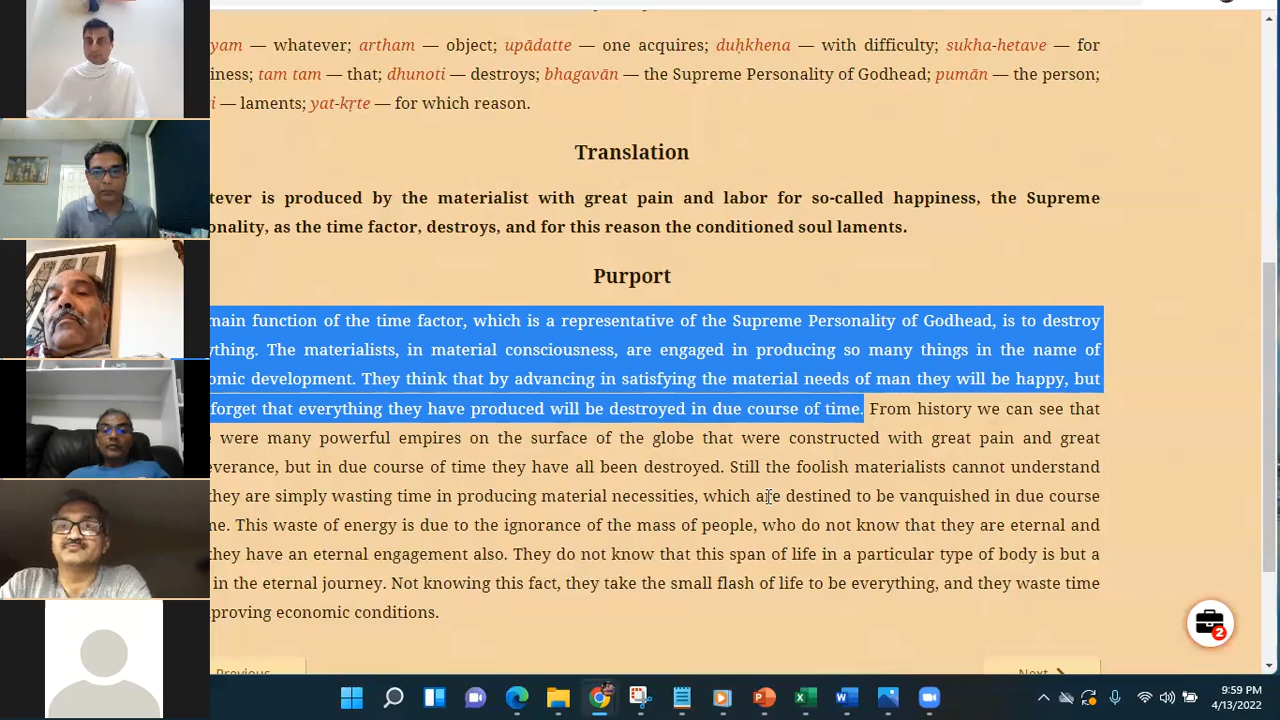 yam — whatever; artham — object; upādatte — one acquires; duḥkhena — with difficulty; sukha-hetave — for
iness; tam tam — that; dhunoti — destroys; bhagavān — the Supreme Personality of Godhead; pumān — the person;
i — laments; yat-kṛte — for which reason.
Translation
tever is produced by the materialist with great pain and labor for so-called happiness, the Supreme
onality, as the time factor, destroys, and for this reason the conditioned soul laments.
Purport
main function of the time factor, which is a representative of the Supreme Personality of Godhead, is to destroy
ything. The materialists, in material consciousness, are engaged in producing so many things in the name of
omic development. They think that by advancing in satisfying the material needs of man they will be happy, but
forget that everything they have produced will be destroyed in due course of time. From history we can see that
were many powerful empires on the surface of the globe that were constructed with great pain and great
everance, but in due course of time they have all been destroyed. Still the foolish materialists cannot understand
they are simply wasting time in producing material necessities, which are destined to be vanquished in due course
me. This waste of energy is due to the ignorance of the mass of people, who do not know that they are eternal and
they have an eternal engagement also. They do not know that this span of life in a particular type of body is but a
in the eternal journey. Not knowing this fact, they take the small flash of life to be everything, and they waste time
proving economic conditions.
Previous
Next
2
9:59 PM
4/13/2022